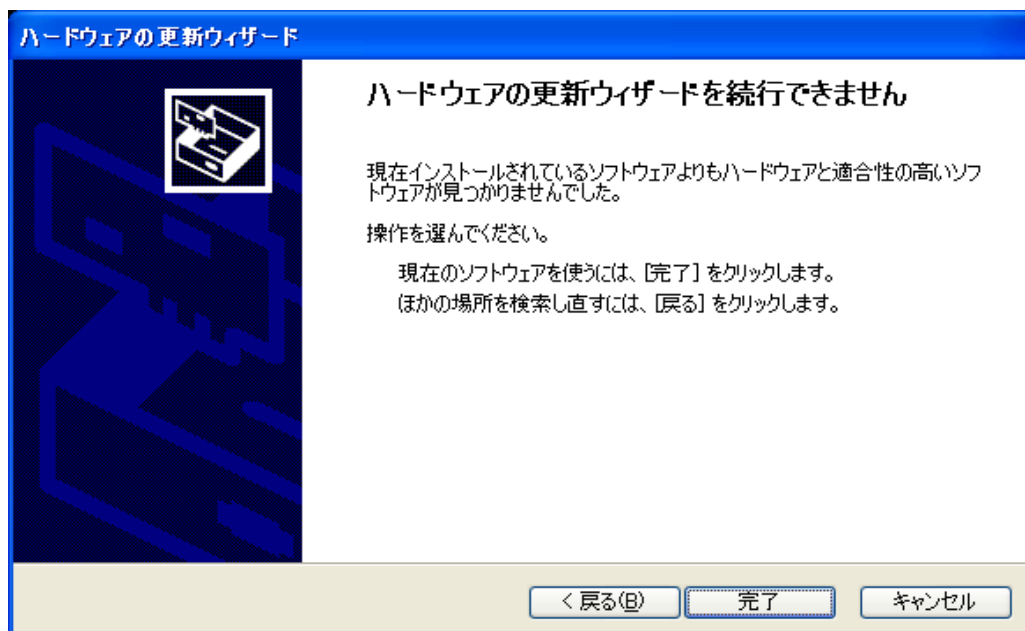 ハードウェアの更新ウィザード
ハードウェアの更新ウィザードを続行できません
現在インストールされているソフトウェアよりもハードウェアと適合性の高いソフ
トウェアが見つかりませんでした。
操作を選んでください。
現在のソフトウェアを使うには、[完了] をクリックします。
ほかの場所を検索し直すには、[戻る] をクリックします。
< 戻る(B)
完了
キャンセル